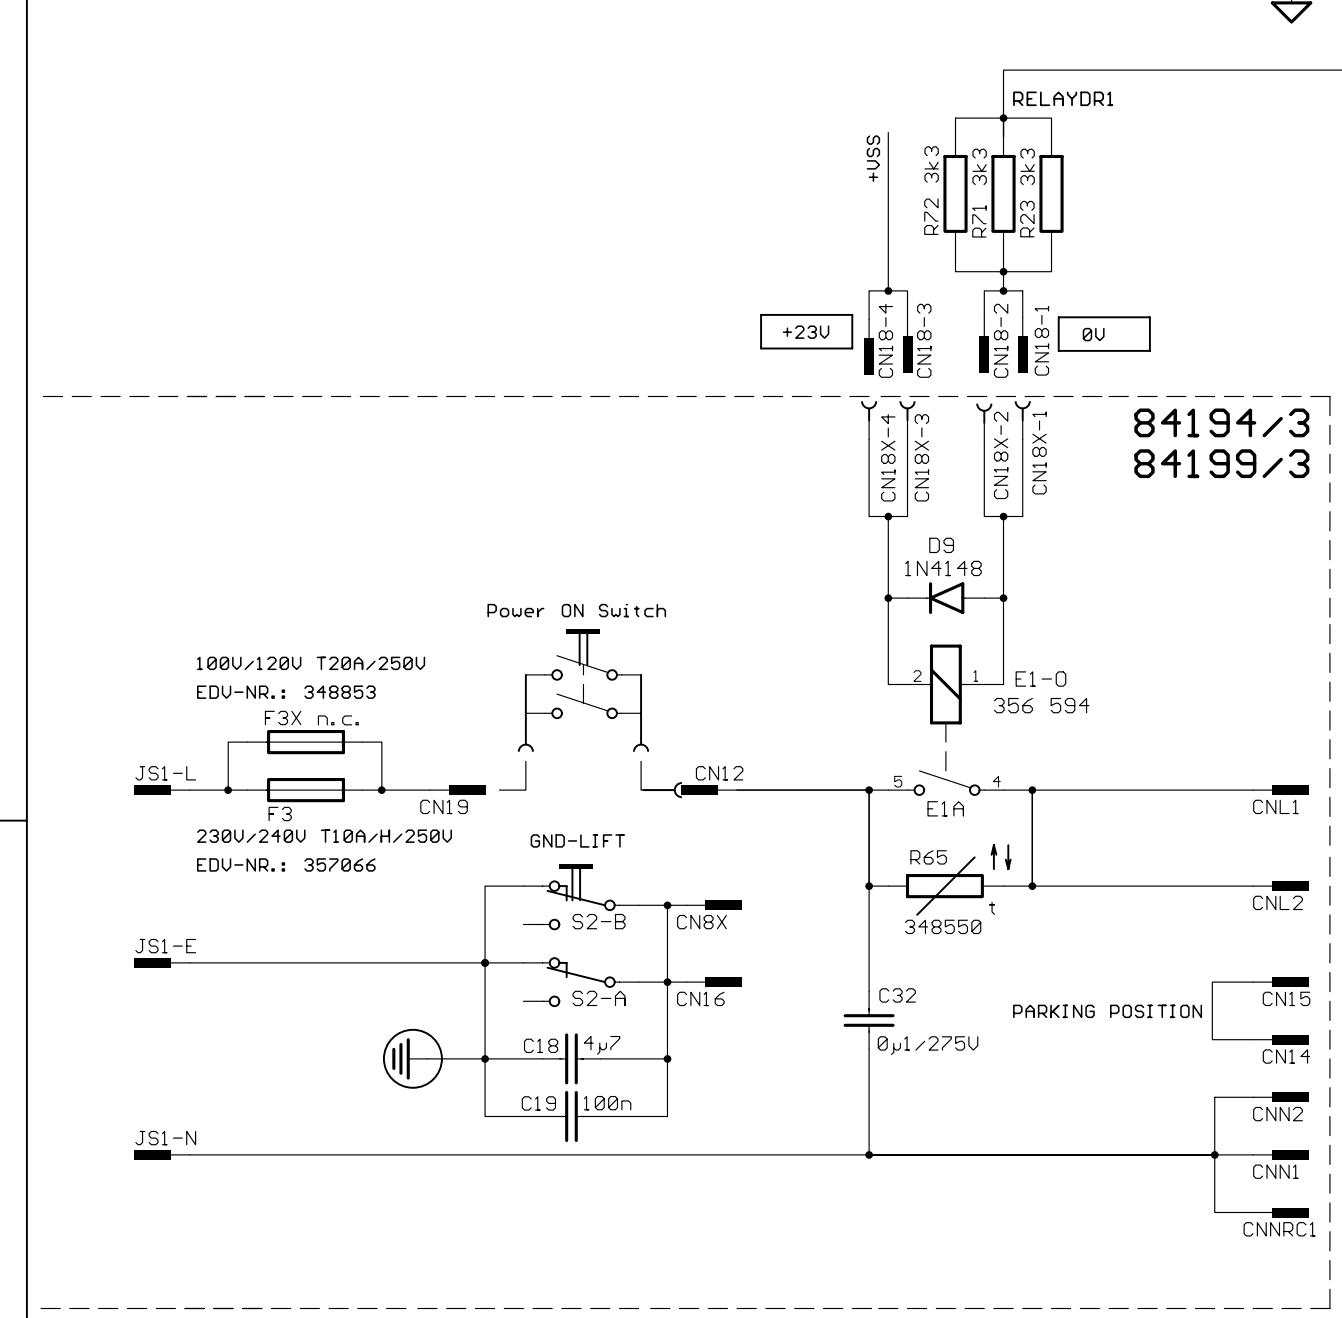 RELAYDR1
+VSS
R72 3k3
R71 3k3
R23 3k3
+23V
CN18-4
CN18-3
CN18-2
CN18-1
0V
84194/3
84199/3
CN18X-4
CN18X-3
CN18X-2
CN18X-1
D9
1N4148
Power ON Switch
100V/120V T20A/250V
EDV-NR.: 348853
F3X n.c.
2
1
E1-O
356 594
JS1-L
F3
CN19
CN12
5
4
E1A
CNL1
230V/240V T10A/H/250V
EDV-NR.: 357066
GND-LIFT
R65
t
348550
CNL2
S2-B
CN8X
JS1-E
S2-A
CN16
C32
0µ1/275V
PARKING POSITION
CN15
CN14
C18
4µ7
C19
100n
CNN2
JS1-N
CNN1
CNNRC1